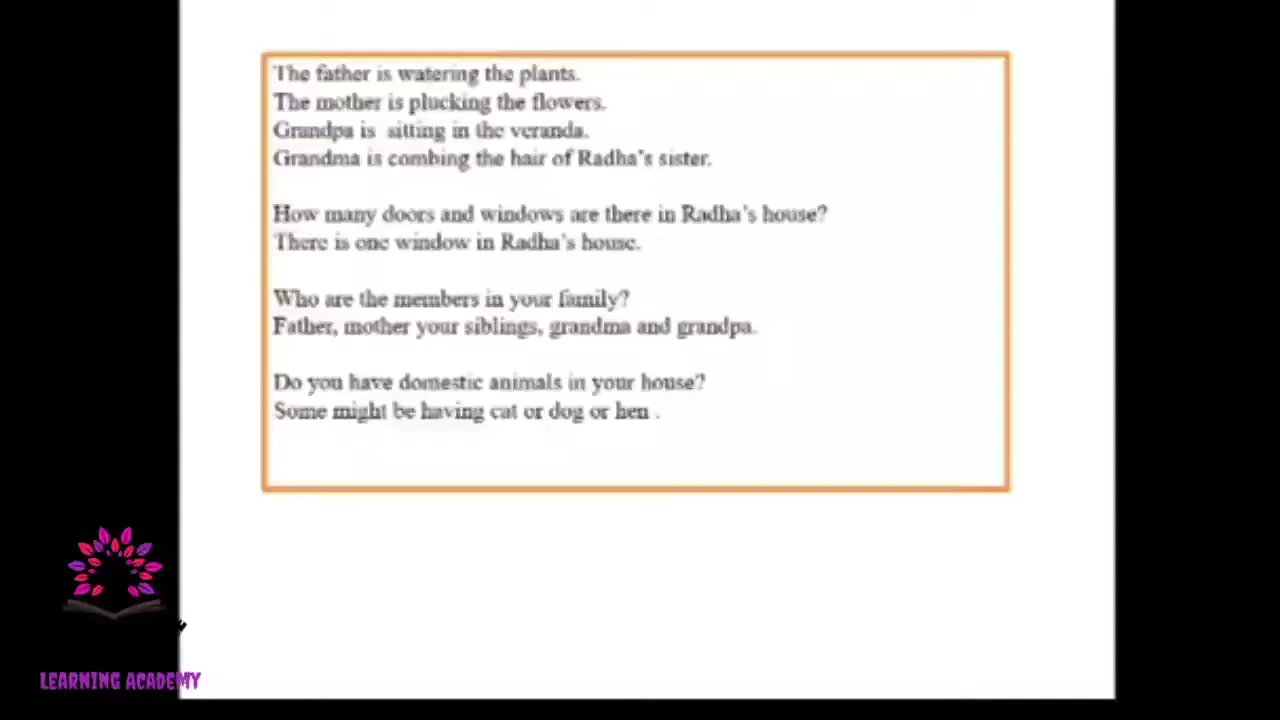 The father is watering the plants.
The mother is plucking the flowers.
Grandpa is sitting in the veranda.
Grandma is combing the hair of Radha's sister.
How many doors and windows are there in Radha's house?
There is one window in Radha's house.
Who are the members in your family?
Father, mother your siblings, grandma and grandpa.
Do you have domestic animals in your house?
Some might be having cat or dog or hen .
LEARNING ACADEMY